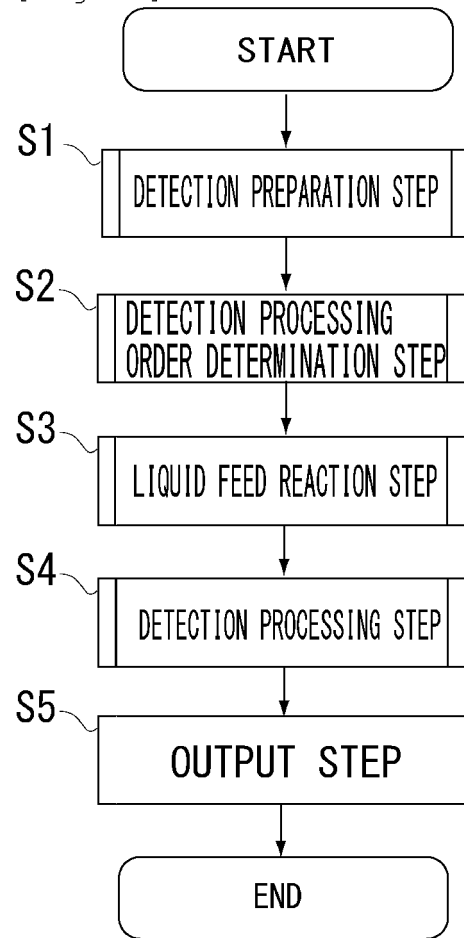 START
S1
DETECTION PREPARATION STEP
S2
DETECTION PROCESSING
ORDER DETERMINATION STEP
S3
LIQUID FEED REACTION STEP
S4
DETECTION PROCESSING STEP
S5
OUTPUT STEP
END